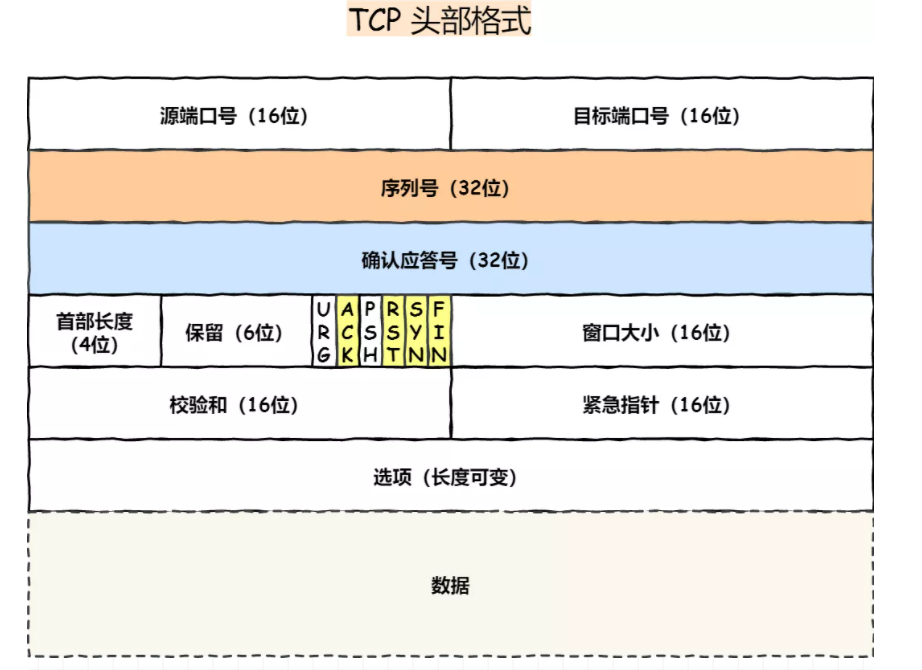 TCP 头部格式
源端口号（16位） 目标端口号（16位）
序列号（32位）
确认应答号（32位）
首部长度
（4位）
保留（6位）
URG
ACK
PSH
RST
SYN
FIN
窗口大小（16位）
校验和（16位） 紧急指针（16位）
选项（长度可变）
数据